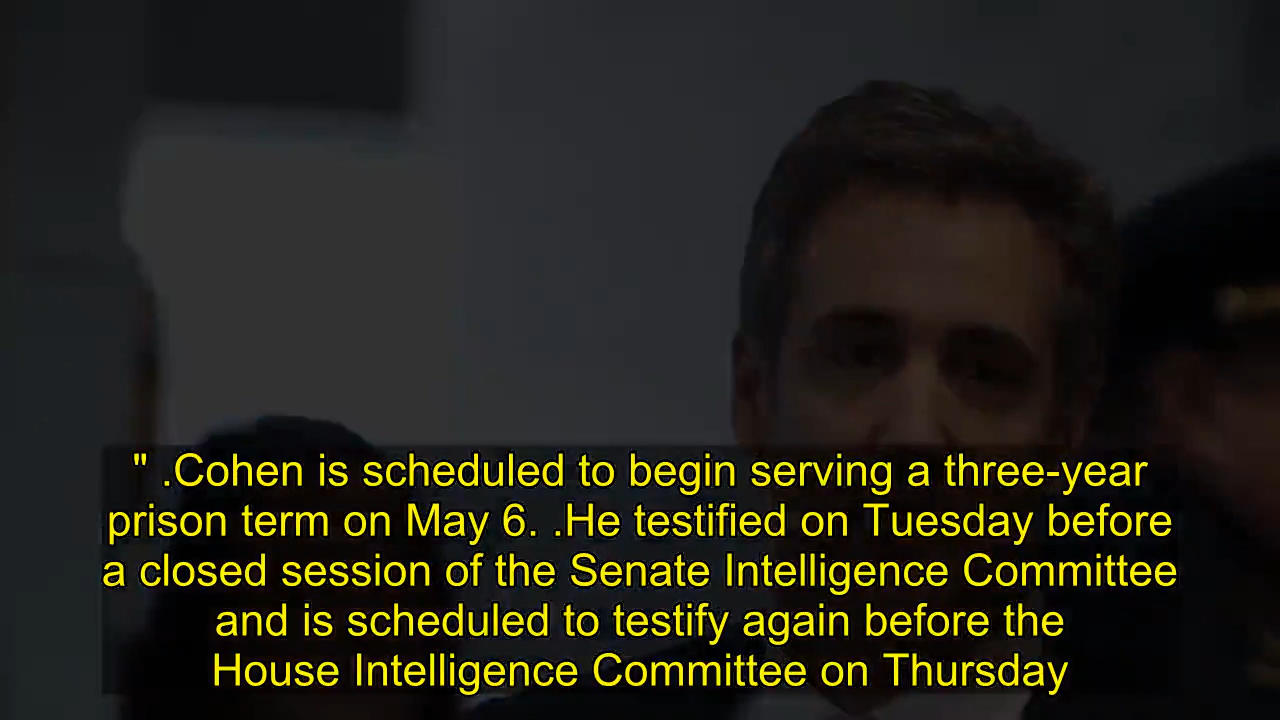 " .Cohen is scheduled to begin serving a three-year
prison term on May 6. .He testified on Tuesday before
a closed session of the Senate Intelligence Committee
and is scheduled to testify again before the
House Intelligence Committee on Thursday